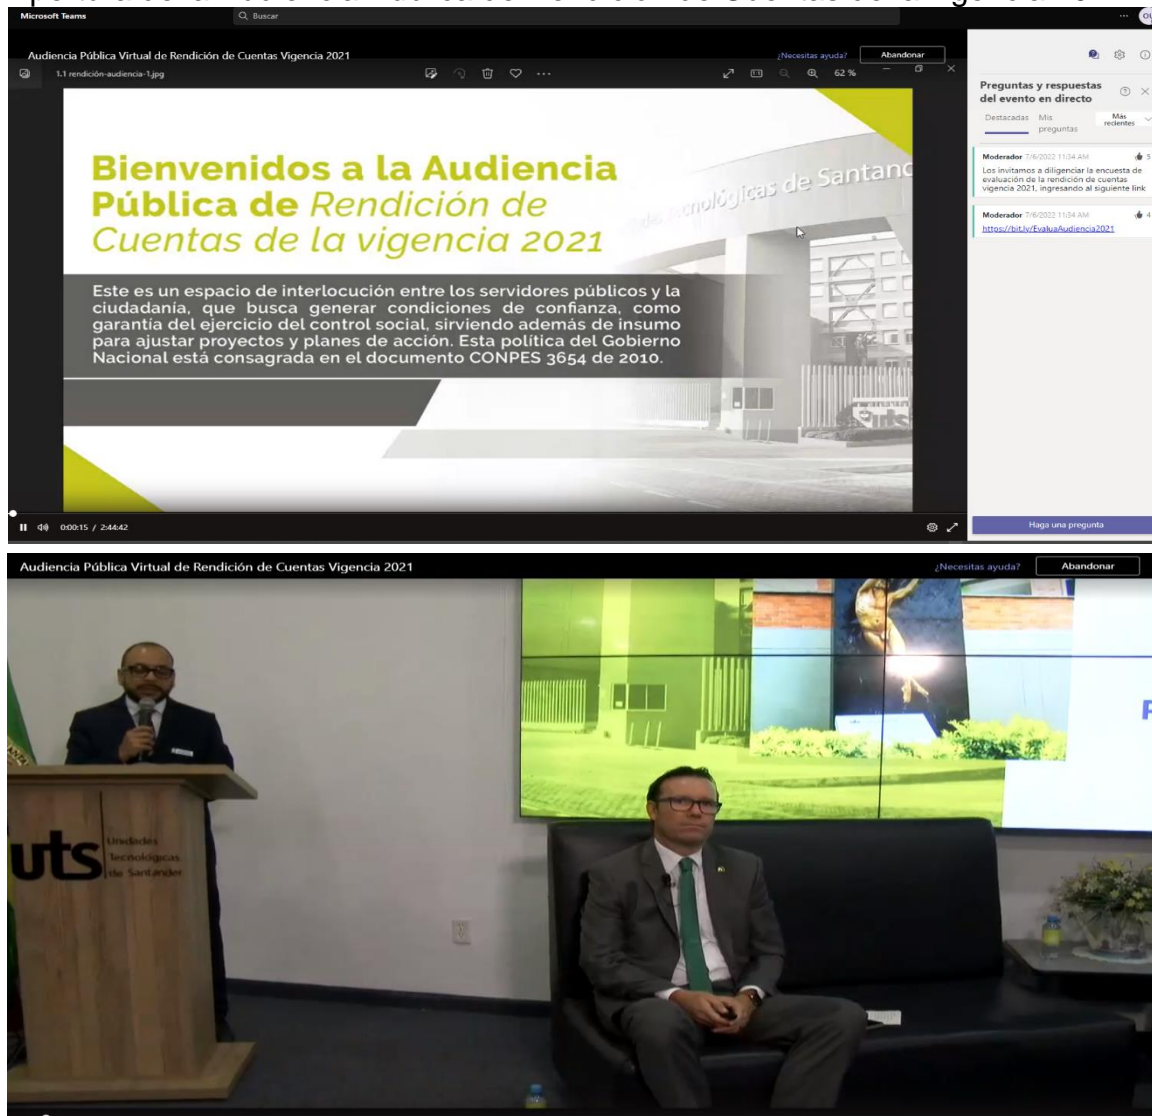 Microsoft Teams
Buscar
Audiencia Pública Virtual de Rendición de Cuentas Vigencia 2021
¿Necesitas ayuda?
Abandonar
1.1 rendición-audiencia-1.jpg
62 %
Bienvenidos a la Audiencia
Pública de Rendición de
Cuentas de la vigencia 2021
Este es un espacio de interlocución entre los servidores públicos y la
ciudadanía, que busca generar condiciones de confianza, como
garantía del ejercicio del control social, sirviendo además de insumo
para ajustar proyectos y planes de acción. Esta política del Gobierno
Nacional está consagrada en el documento CONPES 3654 de 2010.
Tecnológicas de Santand
uts
0:00:15 / 2:44:42
Preguntas y respuestas
del evento en directo
Destacadas
Mis
preguntas
Más
recientes
Moderador 7/6/2022 11:34 AM 5
Los invitamos a diligenciar la encuesta de
evaluación de la rendición de cuentas
vigencia 2021, ingresando al siguiente link
Moderador 7/6/2022 11:34 AM 4
https://bit.ly/EvaluaAudiencia2021
Haga una pregunta
Audiencia Pública Virtual de Rendición de Cuentas Vigencia 2021
¿Necesitas ayuda?
Abandonar
uts
Unidades
Tecnológicas
de Santander